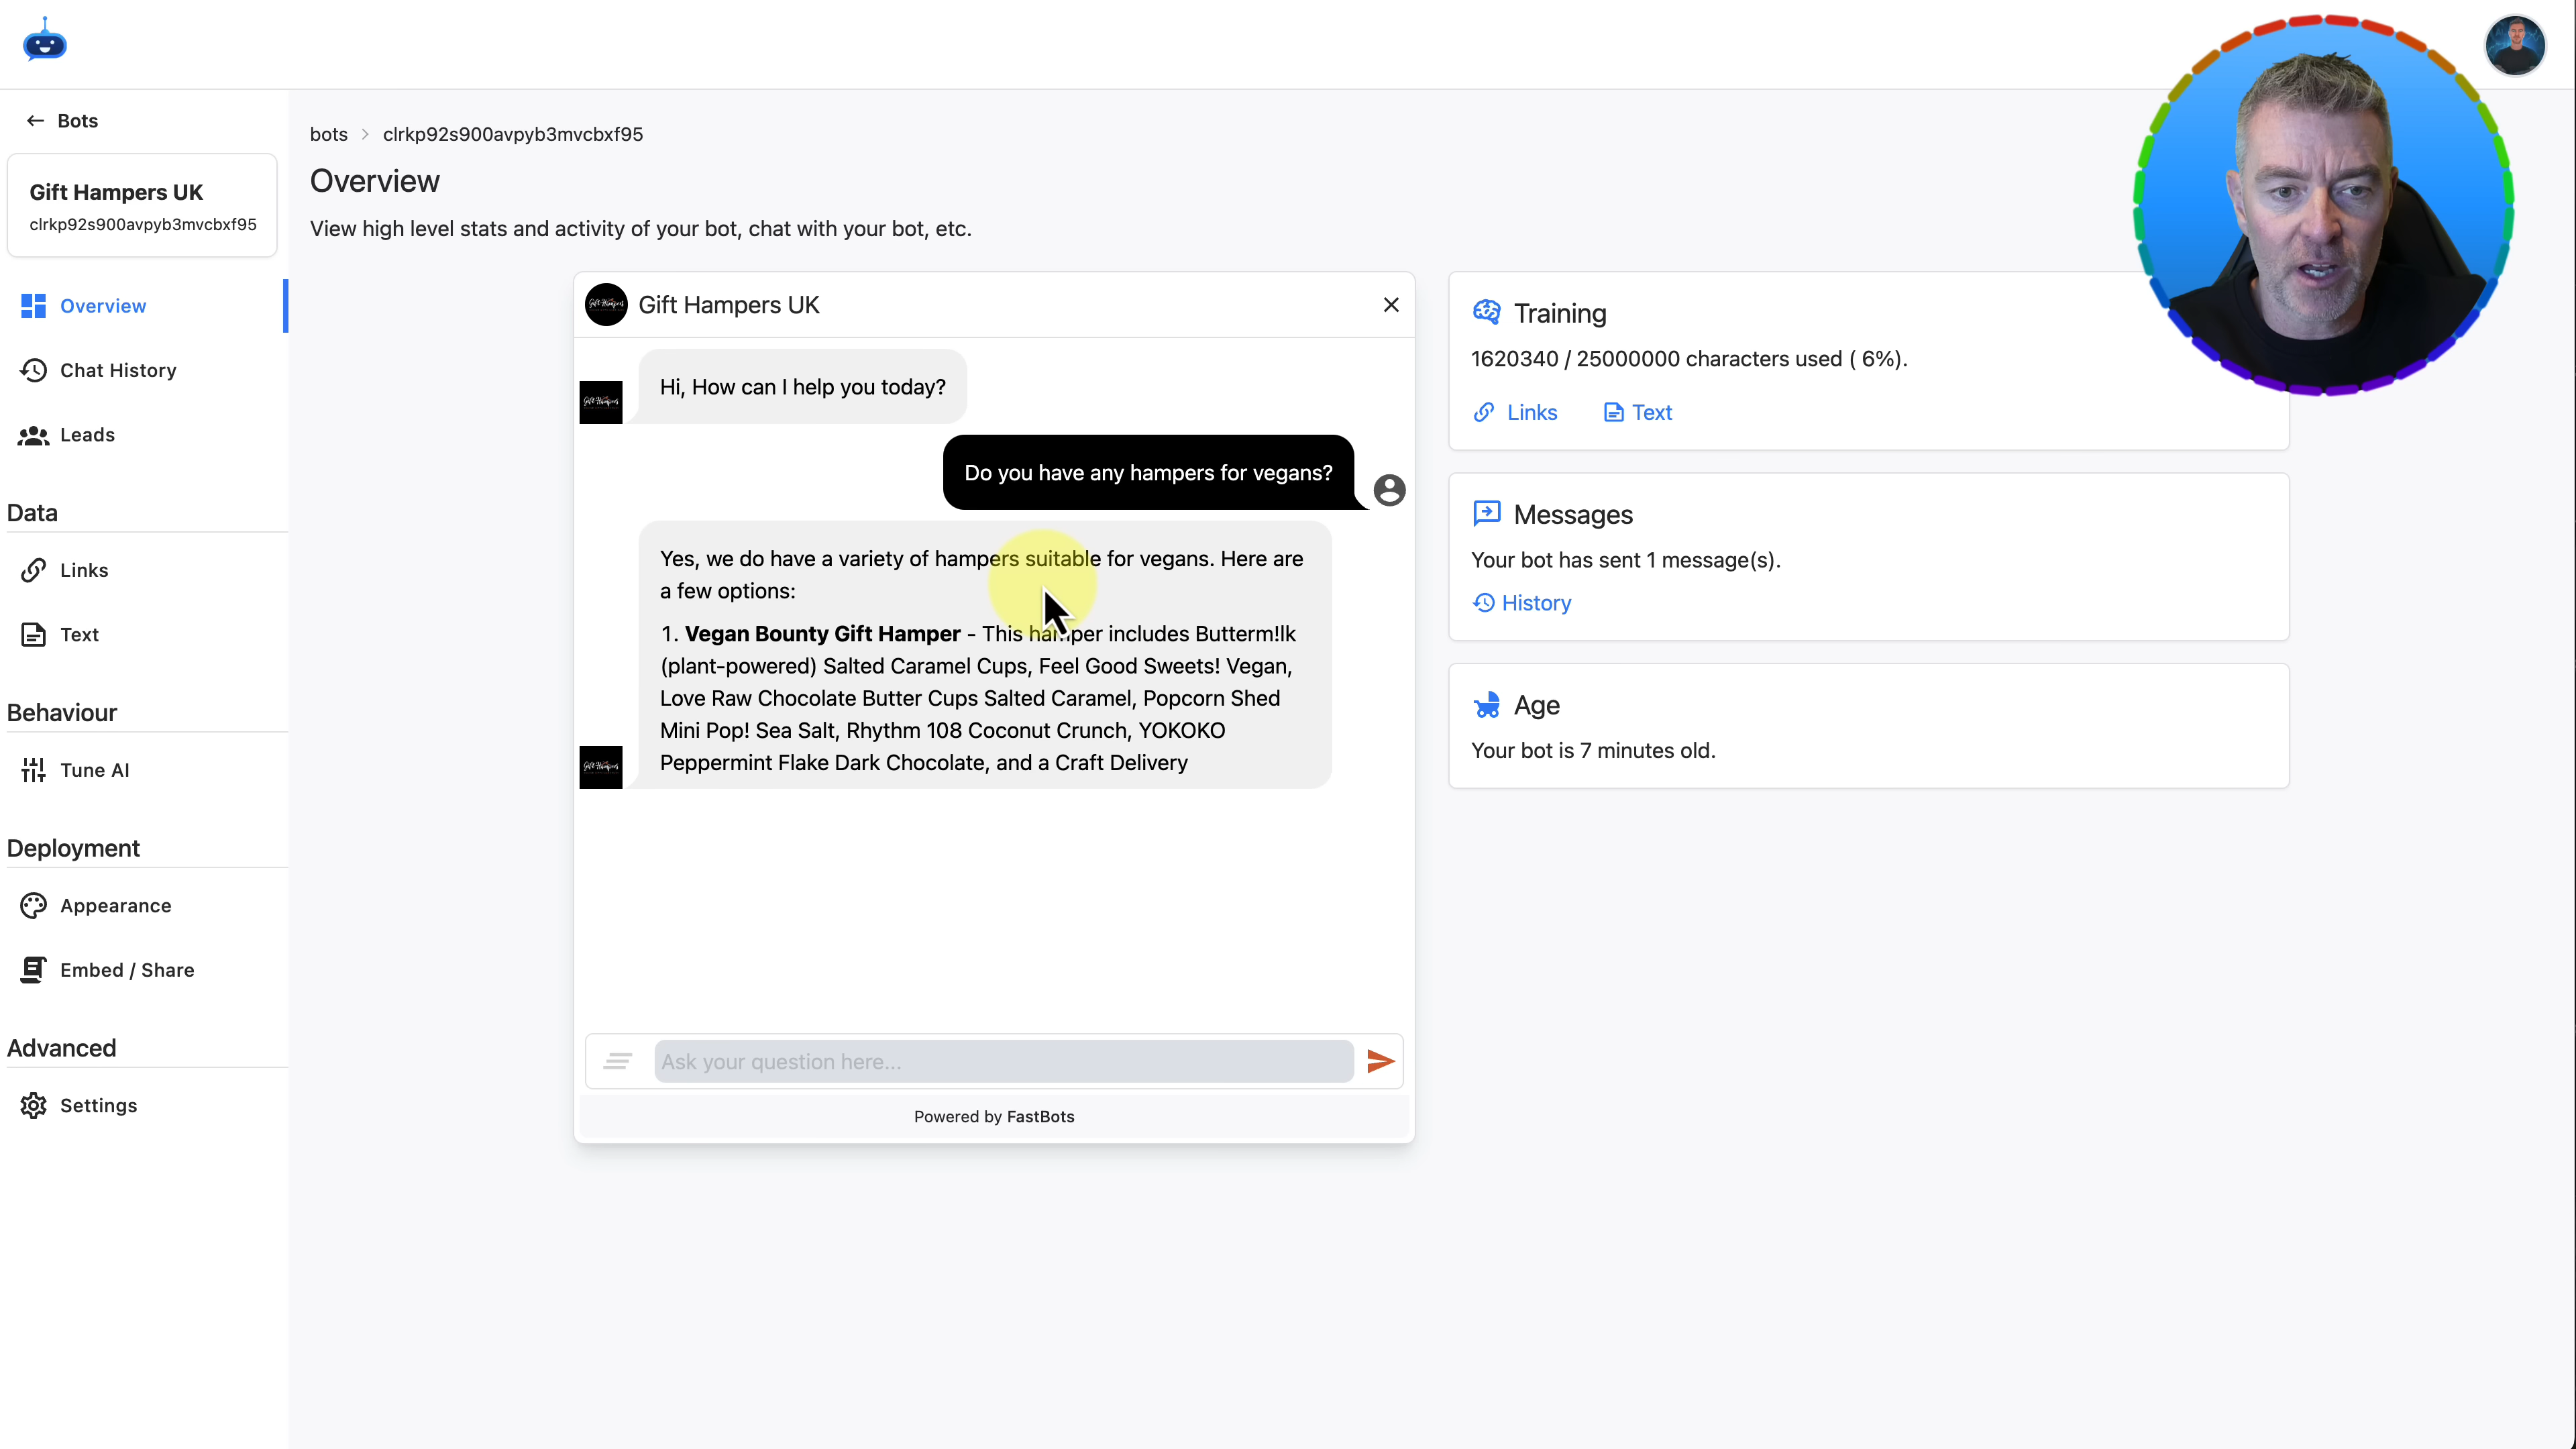 Bots
Gift Hampers UK
clrkp92s900avpyb3mvcbxf95
Overview
Chat History
Leads
Data
Links
Text
Behaviour
Tune AI
Deployment
Appearance
Embed / Share
Advanced
Settings
bots > clrkp92s900avpyb3mvcbxf95
Overview
View high level stats and activity of your bot, chat with your bot, etc.
Gift Hampers UK
Hi, How can I help you today?
Do you have any hampers for vegans?
Yes, we do have a variety of hampers suitable for vegans. Here are
a few options:
1. Vegan Bounty Gift Hamper - This hamper includes Butterm!lk
(plant-powered) Salted Caramel Cups, Feel Good Sweets! Vegan,
Love Raw Chocolate Butter Cups Salted Caramel, Popcorn Shed
Mini Pop! Sea Salt, Rhythm 108 Coconut Crunch, YOKOKO
Peppermint Flake Dark Chocolate, and a Craft Delivery
Ask your question here...
Powered by FastBots
Training
1620340 / 25000000 characters used ( 6%).
Links Text
Messages
Your bot has sent 1 message(s).
History
Age
Your bot is 7 minutes old.